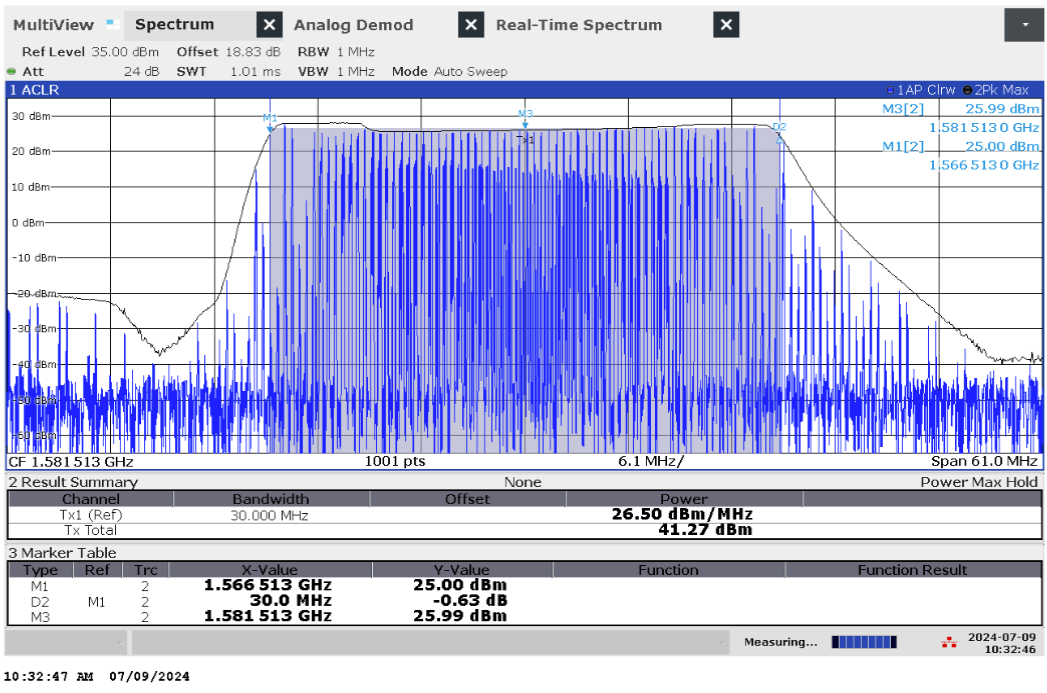 MultiView Spectrum Analog Demod Real-Time Spectrum
Ref Level 35.00 dBm Offset 18.83 dB RBW 1 MHz
Att 24 dB SWT 1.01 ms VBW 1 MHz Mode Auto Sweep
1 ACLR 1AP Clrw 2Pk Max
M3[2] 25.99 dBm
1.581 513 0 GHz
M1[2] 25.00 dBm
1.566 513 0 GHz
M1
M3
D2
Tx1
30 dBm
20 dBm
10 dBm
0 dBm
-10 dBm
-20 dBm
-30 dBm
-40 dBm
-50 dBm
CF 1.581 513 GHz 1001 pts 6.1 MHz/ Span 61.0 MHz
2 Result Summary None Power Max Hold
Channel Bandwidth Offset Power
Tx1 (Ref) 30.000 MHz 26.50 dBm/MHz
Tx Total 41.27 dBm
3 Marker Table
Type Ref Trc X-Value Y-Value Function Function Result
M1 2 1.566 513 GHz 25.00 dBm
D2 M1 2 30.0 MHz -0.63 dB
M3 2 1.581 513 GHz 25.99 dBm
Measuring... 2024-07-09
10:32:46
10:32:47 AM 07/09/2024